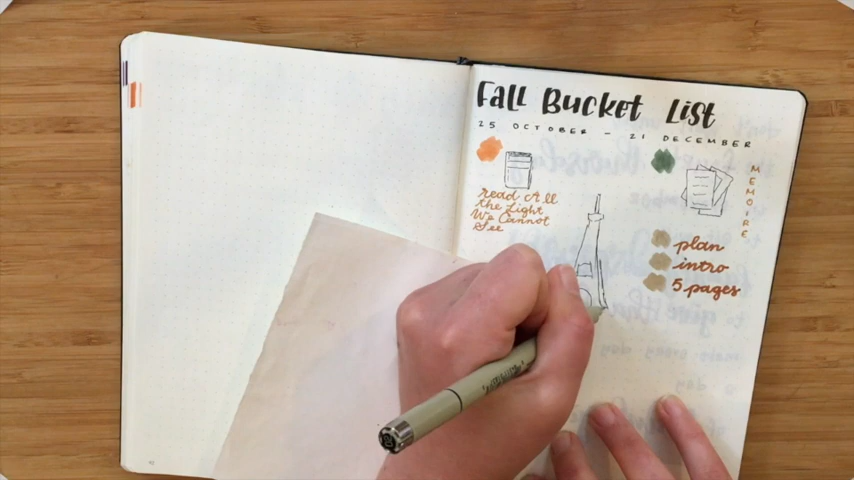 Fall Bucket List
25 OCTOBER - 21 DECEMBER
read All
the Light
We Cannot
See
MEMOIRE
plan
intro
5 pages